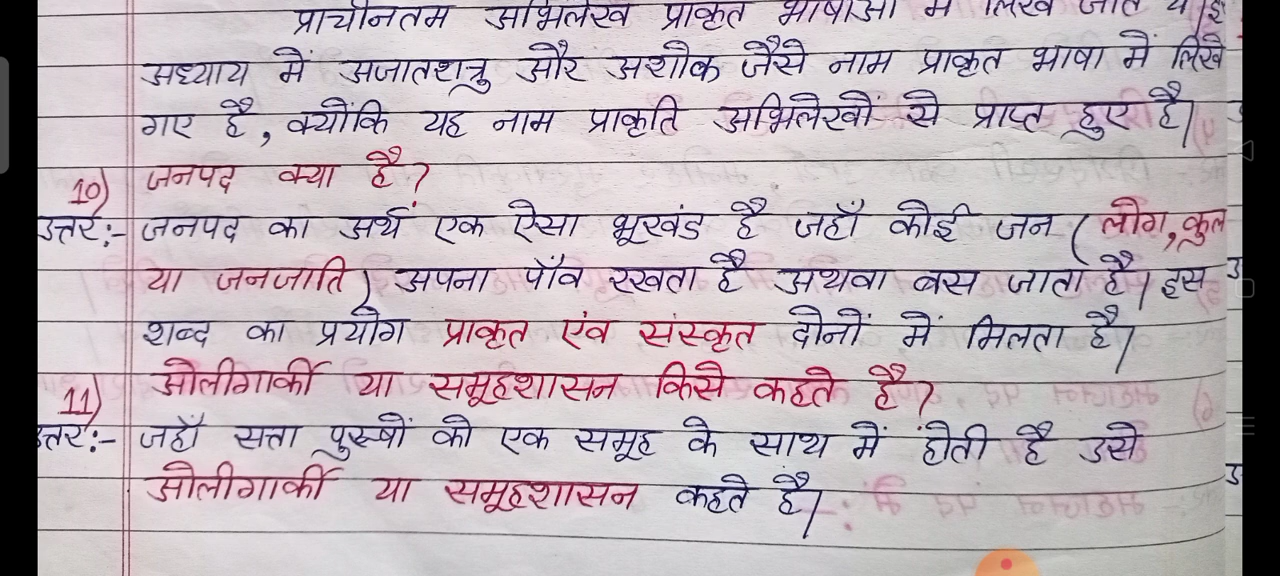 प्राचीनतम अभिलेख प्राकृत भाषाओं में लिखे जाते थे। इ
अध्याय में अजातशत्रु और अशोक जैसे नाम प्राकृत भाषा में लिखे
गए है, क्योंकि यह नाम प्राकृति अभिलेखों से प्राप्त हुए है।
10) जनपद क्या है?
उत्तर:- जनपद का अर्थ एक ऐसा भूखंड है जहाँ कोई जन (लोग, कुल
या जनजाति) अपना पाँव रखता है अथवा बस जाता है। इस
शब्द का प्रयोग प्राकृत एंव संस्कृत दोनों में मिलता है।
11) ओलीगार्की या समूहशासन किसे कहते है?
उत्तर:- जहाँ सत्ता पुरुषों को एक समूह के साथ में होती है उसे
ओलीगार्की या समूहशासन कहते है।